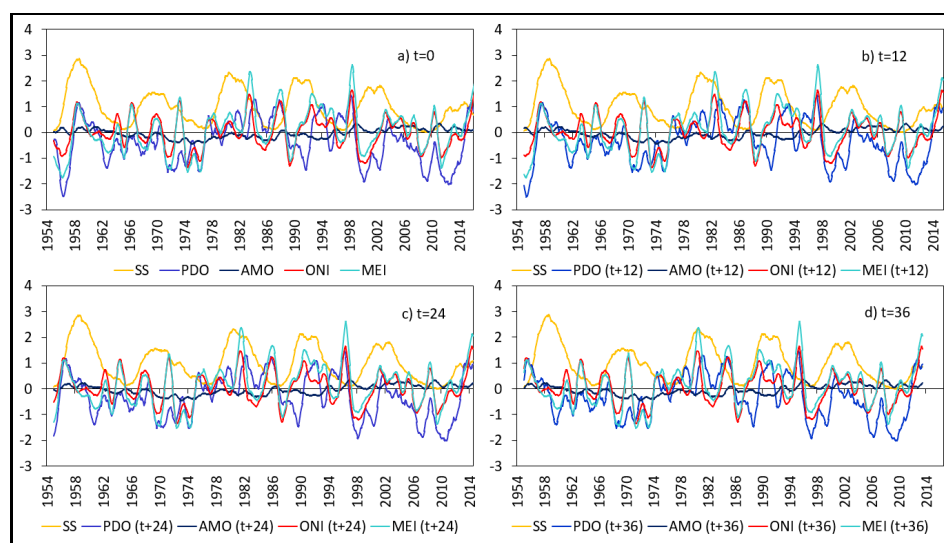 a) t=0
4
3
2
1
0
-1
-2
-3
1954 1958 1962 1966 1970 1974 1978 1982 1986 1990 1994 1998 2002 2006 2010 2014
SS PDO AMO ONI MEI
b) t=12
4
3
2
1
0
-1
-2
-3
1954 1958 1962 1966 1970 1974 1978 1982 1986 1990 1994 1998 2002 2006 2010 2014
SS PDO (t+12) AMO (t+12) ONI (t+12) MEI (t+12)
c) t=24
4
3
2
1
0
-1
-2
-3
1954 1958 1962 1966 1970 1974 1978 1982 1986 1990 1994 1998 2002 2006 2010 2014
SS PDO (t+24) AMO (t+24) ONI (t+24) MEI (t+24)
d) t=36
4
3
2
1
0
-1
-2
-3
1954 1958 1962 1966 1970 1974 1978 1982 1986 1990 1994 1998 2002 2006 2010 2014
SS PDO (t+36) AMO (t+36) ONI (t+36) MEI (t+36)